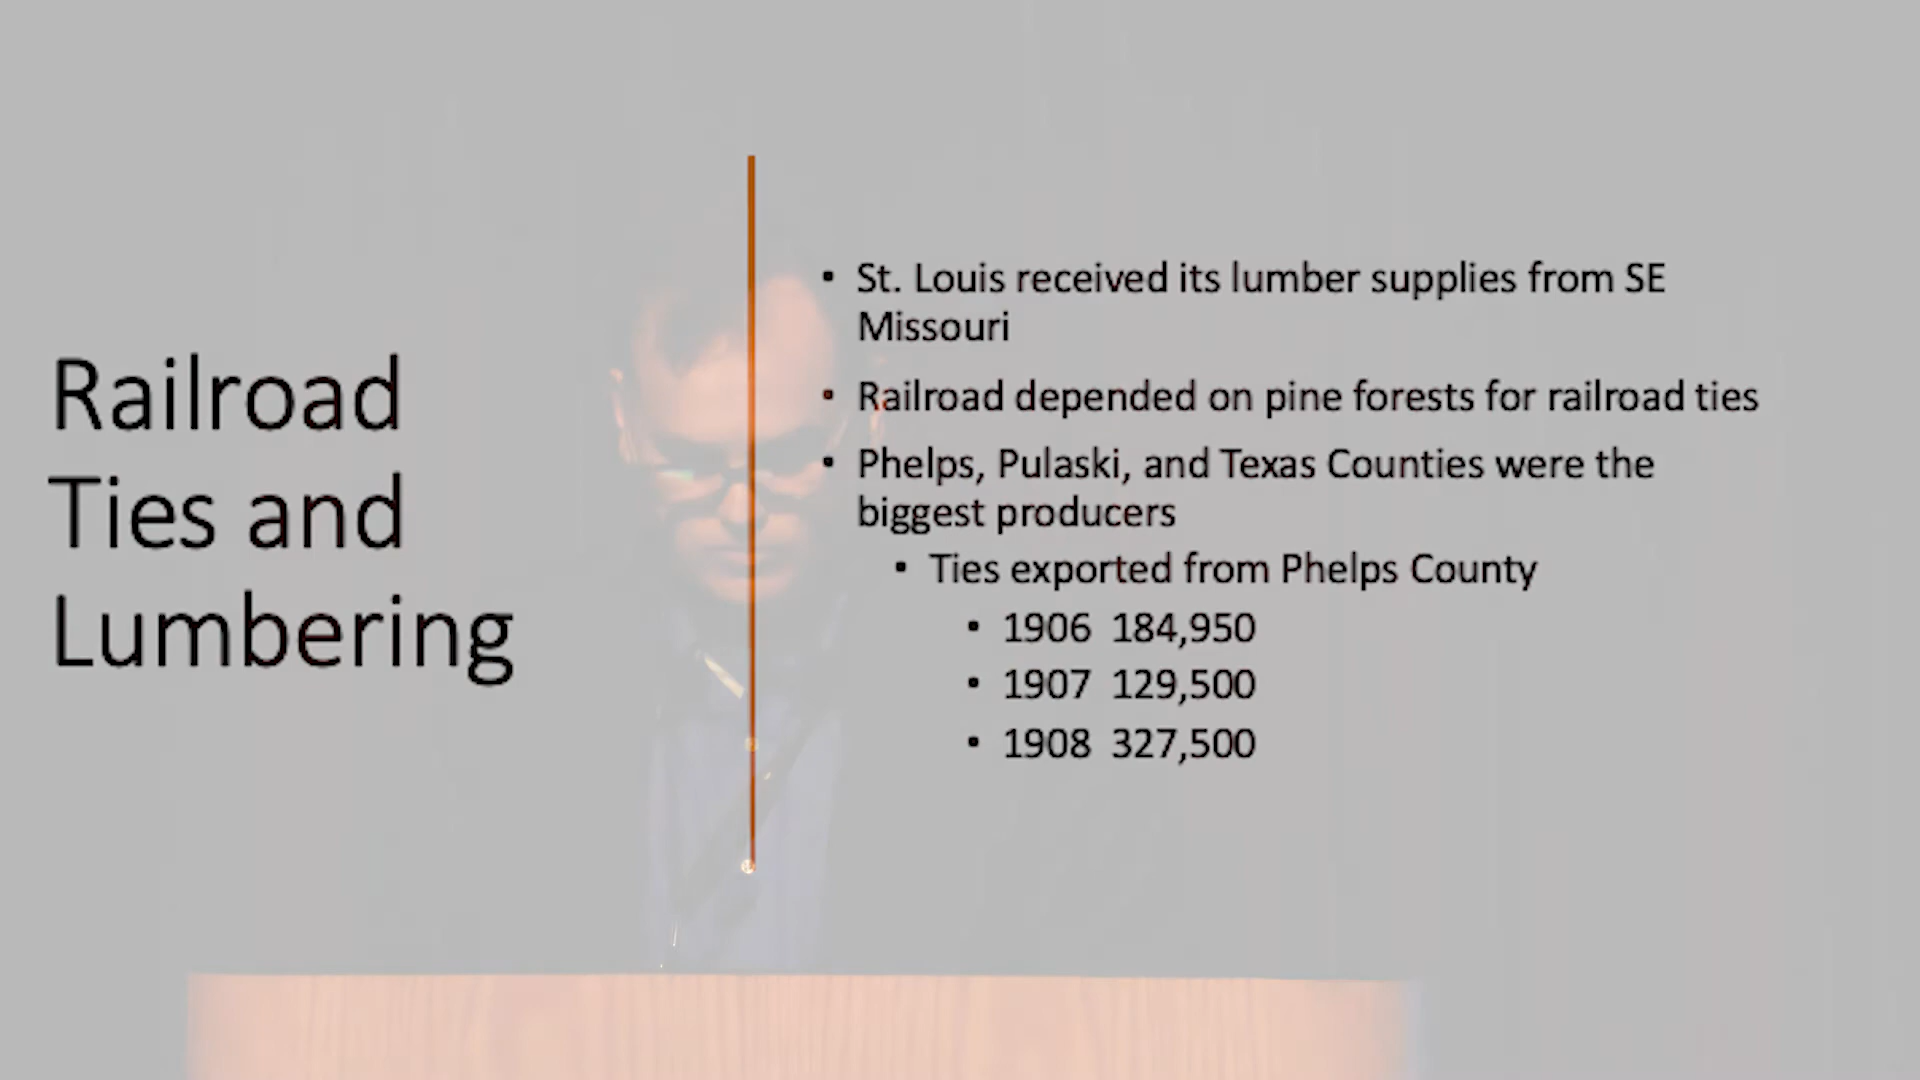 Railroad
Ties and
Lumbering
• St. Louis received its lumber supplies from SE
Missouri
• Railroad depended on pine forests for railroad ties
• Phelps, Pulaski, and Texas Counties were the
biggest producers
• Ties exported from Phelps County
• 1906 184,950
• 1907 129,500
• 1908 327,500